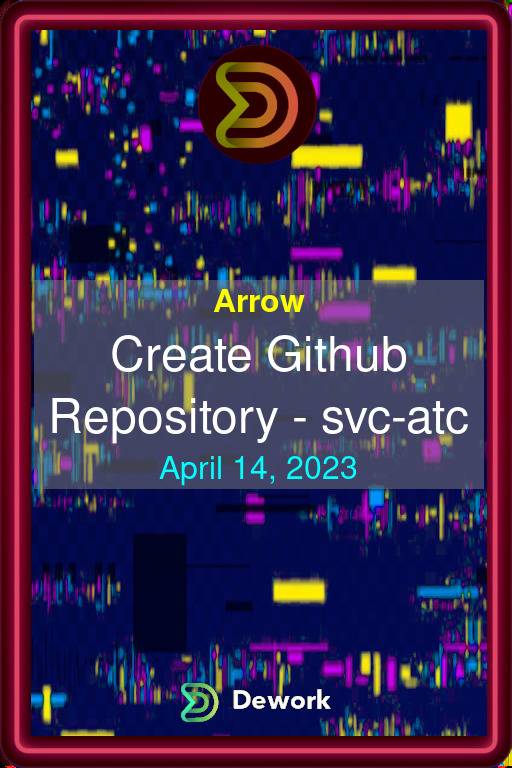 Arrow
Create Github
Repository - svc-atc
April 14, 2023
Dework